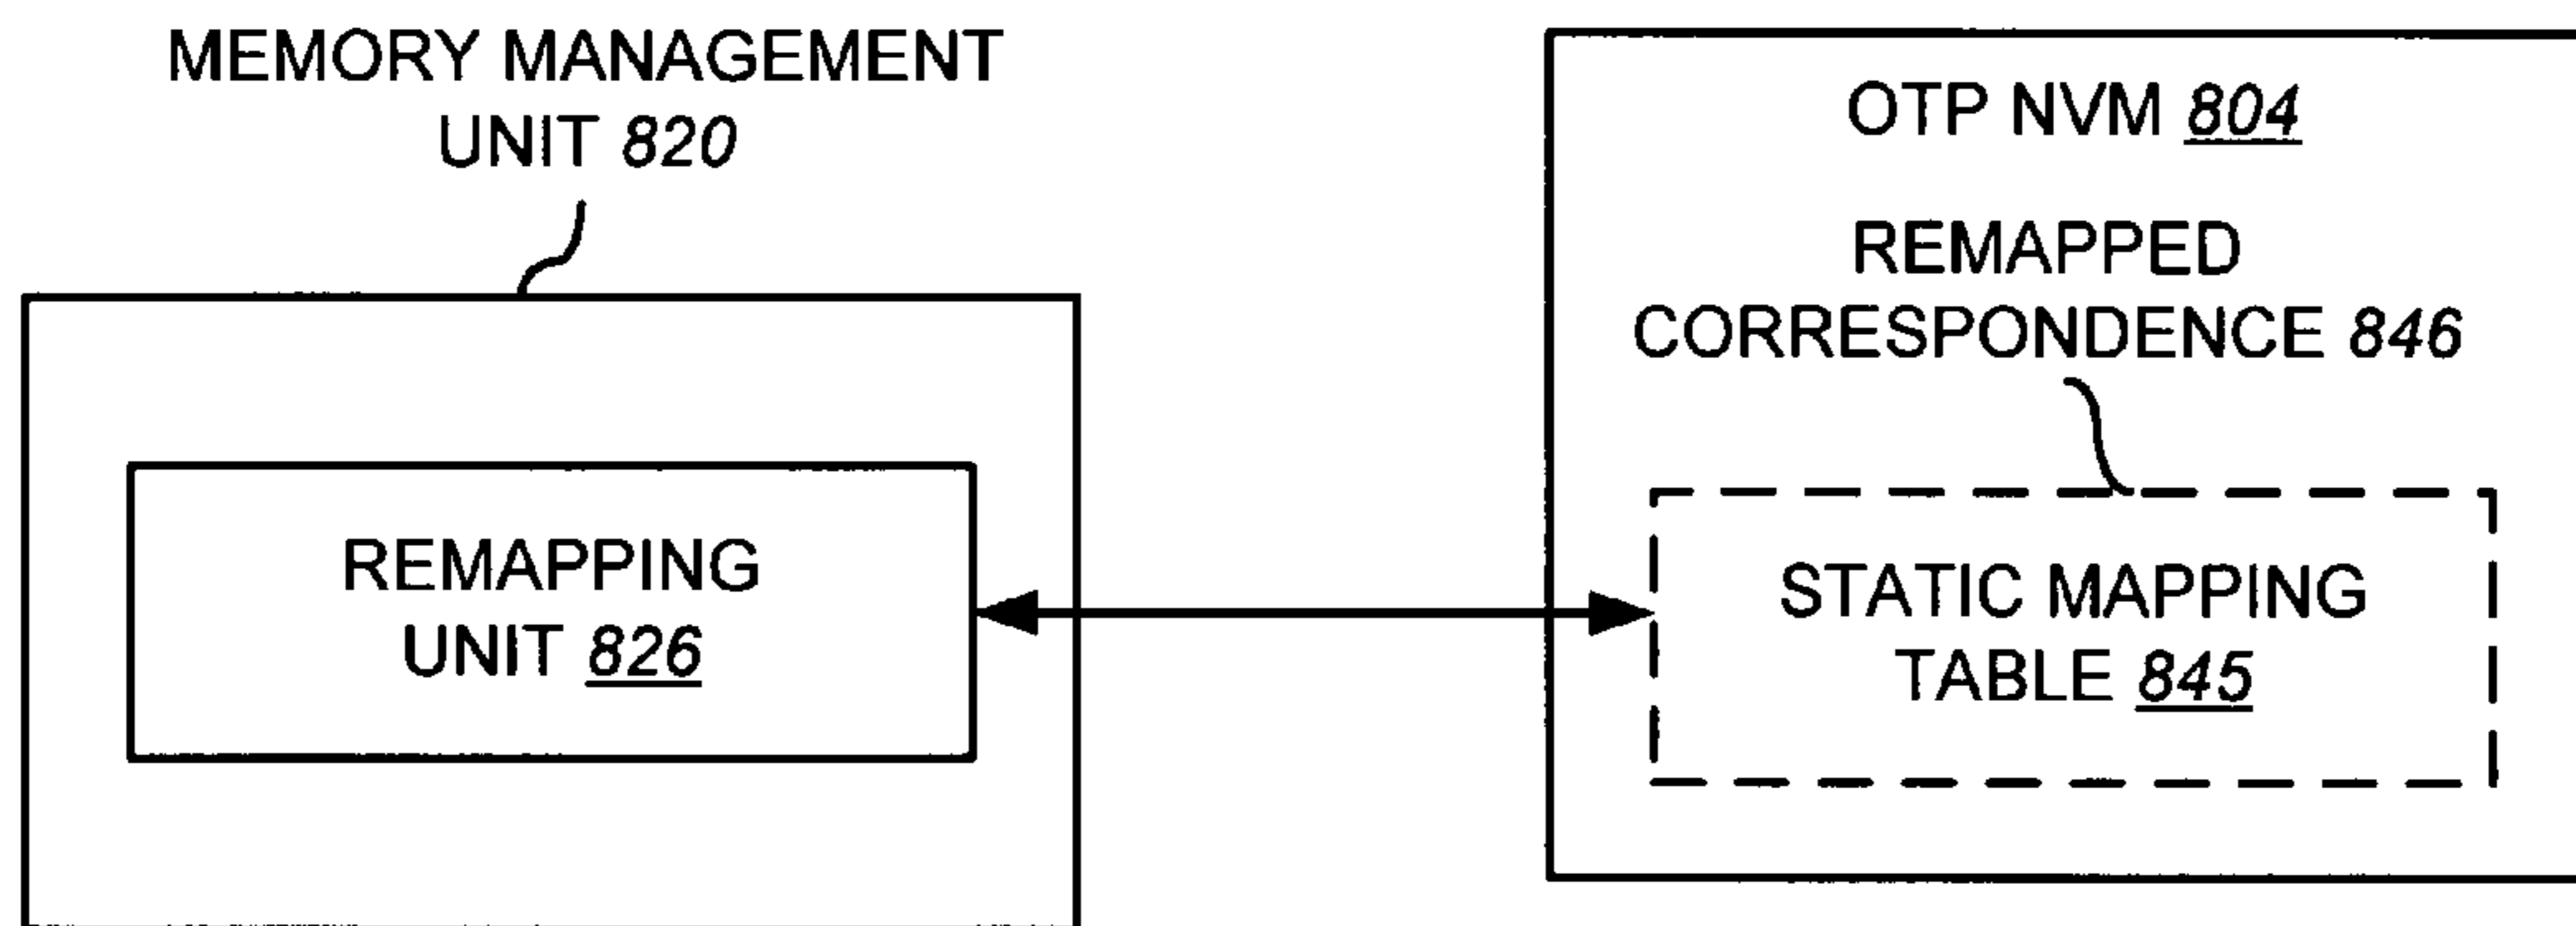 MEMORY MANAGEMENT
UNIT 820
REMAPPING
UNIT 826
OTP NVM 804
REMAPPED
CORRESPONDENCE 846
STATIC MAPPING
TABLE 845